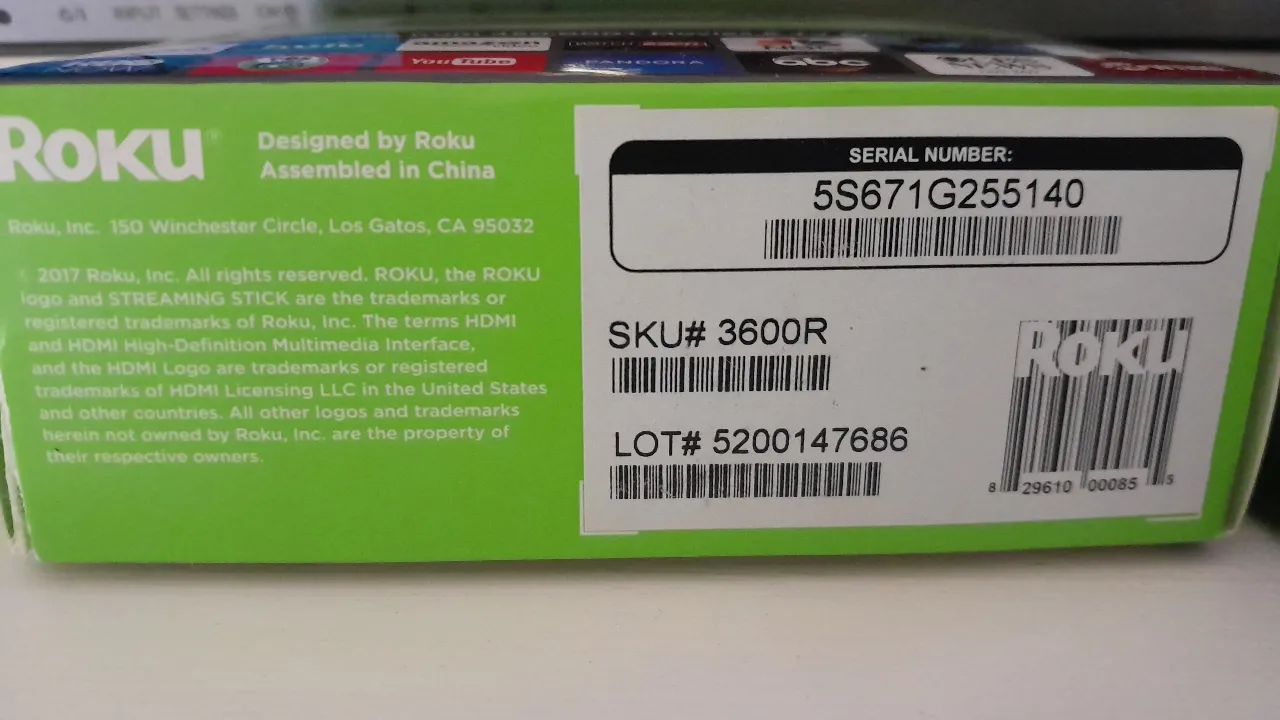 INPUT
hulu
amazon
YouTube
PANDORA
abc
ROKU
Designed by Roku
Assembled in China
Roku, Inc. 150 Winchester Circle, Los Gatos, CA 95032
2017 Roku, Inc. All rights reserved. ROKU, the ROKU
logo and STREAMING STICK are the trademarks or
registered trademarks of Roku, Inc. The terms HDMI
and HDMI High-Definition Multimedia Interface,
and the HDMI Logo are trademarks or registered
trademarks of HDMI Licensing LLC in the United States
and other countries. All other logos and trademarks
herein not owned by Roku, Inc. are the property of
their respective owners.
SERIAL NUMBER:
5S671G255140
SKU# 3600R
LOT# 5200147686
ROKU
8 29610 00085 5